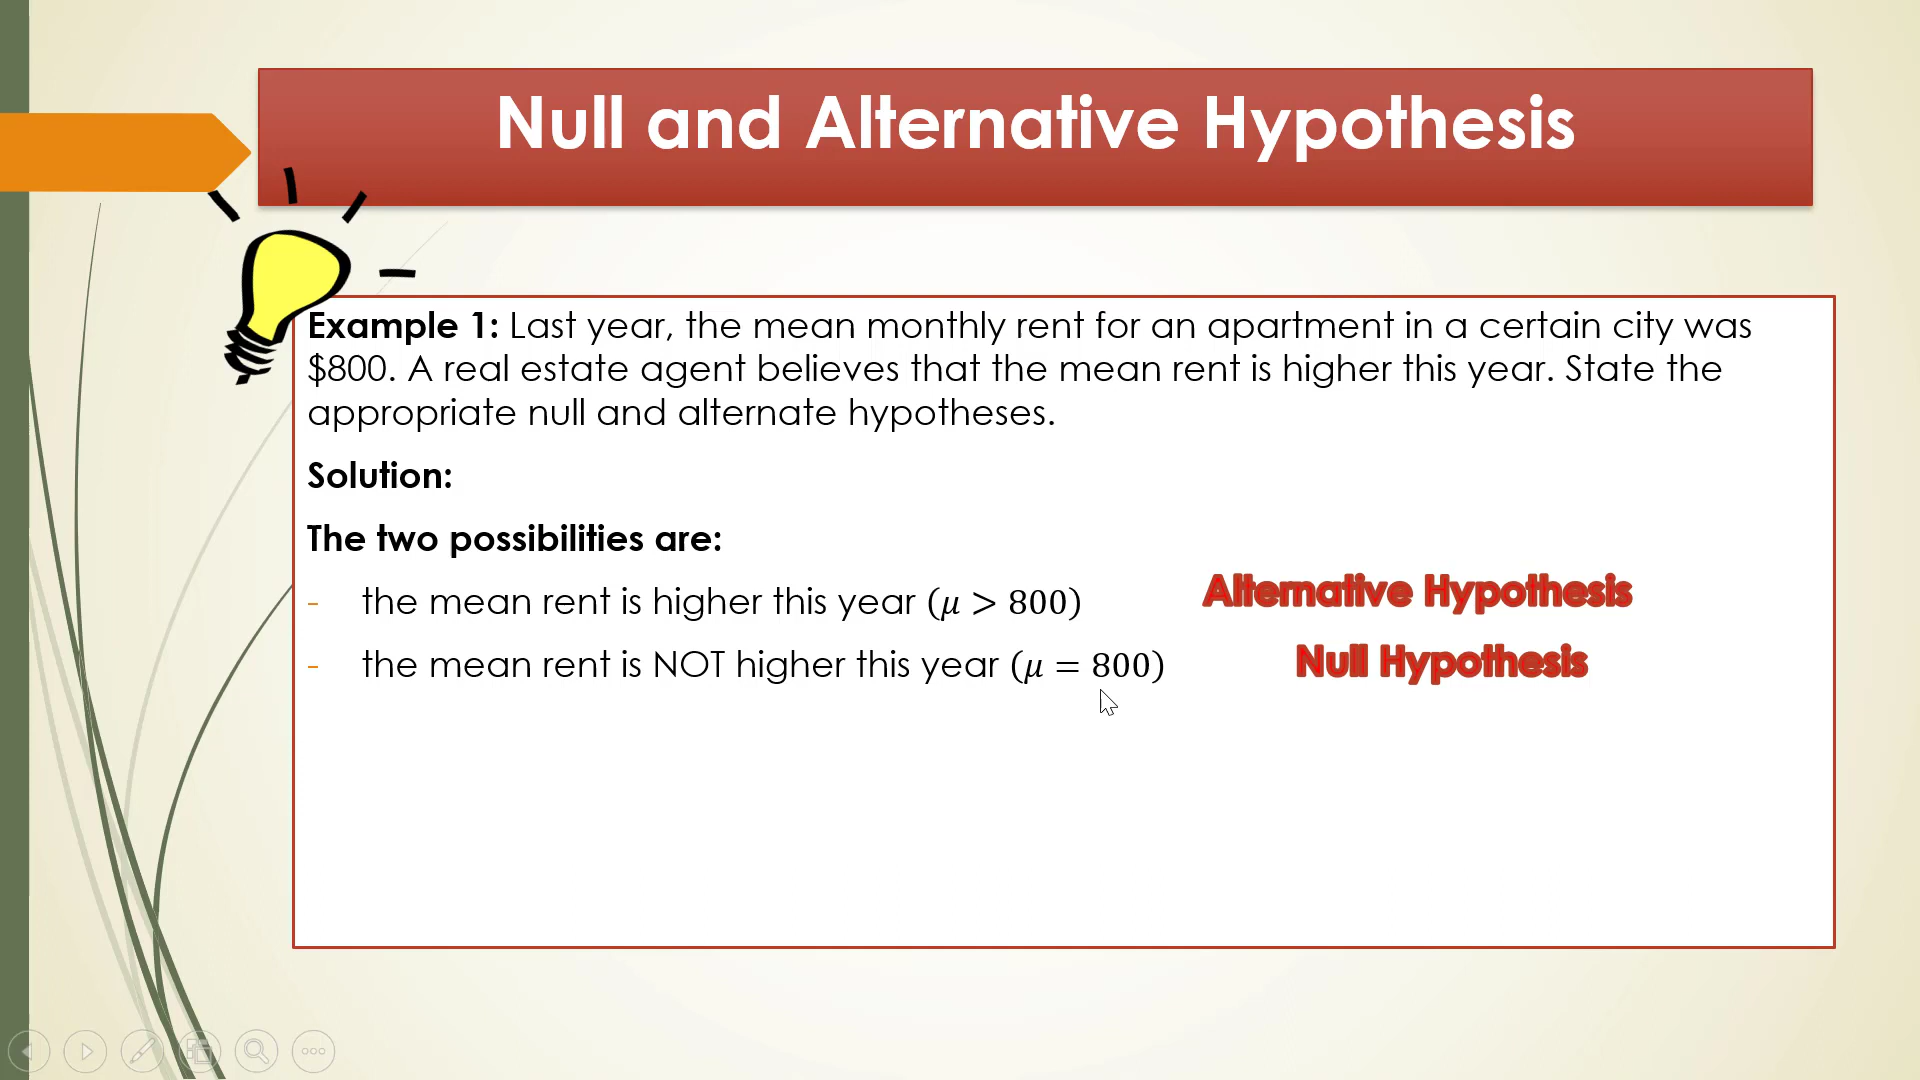 Null and Alternative Hypothesis
Example 1: Last year, the mean monthly rent for an apartment in a certain city was
$800. A real estate agent believes that the mean rent is higher this year. State the
appropriate null and alternate hypotheses.
Solution:
The two possibilities are:
- the mean rent is higher this year (𝜇 > 800) Alternative Hypothesis
- the mean rent is NOT higher this year (𝜇 = 800) Null Hypothesis